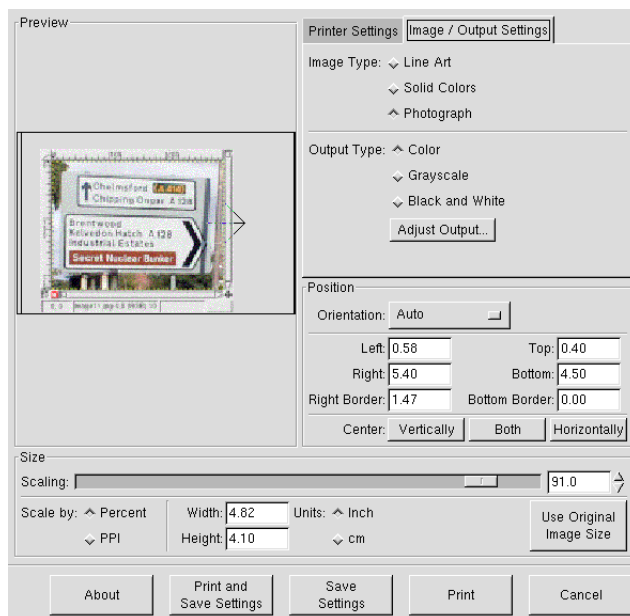 Preview
Printer Settings
Image / Output Settings
Image Type:
Line Art
Solid Colors
Photograph
Output Type:
Color
Grayscale
Black and White
Adjust Output...
Chelmsford A 414
Chipping Ongar A 128
Brentwood
Kelvedon Hatch A 128
Industrial Estates
Secret Nuclear Bunker
Position
Orientation: Auto
Left: 0.58
Top: 0.40
Right: 5.40
Bottom: 4.50
Right Border: 1.47
Bottom Border: 0.00
Center: Vertically Both Horizontally
Size
Scaling: 91.0
Scale by:
Percent
PPI
Width: 4.82
Height: 4.10
Units:
Inch
cm
Use Original
Image Size
About
Print and
Save Settings
Save
Settings
Print
Cancel